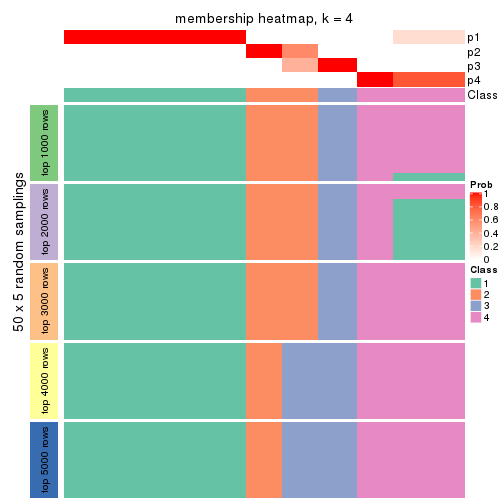 membership heatmap, k = 4
p1
p2
p3
p4
Class
50 x 5 random samplings
top 1000 rows
top 2000 rows
top 3000 rows
top 4000 rows
top 5000 rows
Prob
1
0.8
0.6
0.4
0.2
0
Class
1
2
3
4